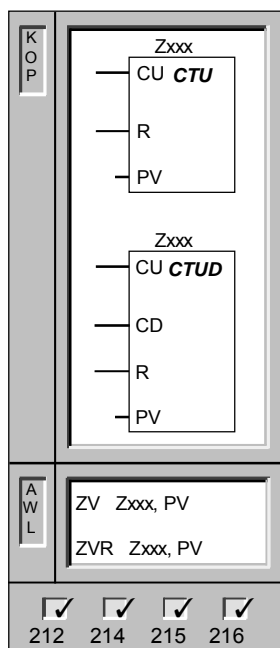 K
O
P
Zxxx
CU CTU
R
PV
Zxxx
CU CTUD
CD
R
PV
A
W
L
ZV Zxxx, PV
ZVR Zxxx, PV
212 214 215 216